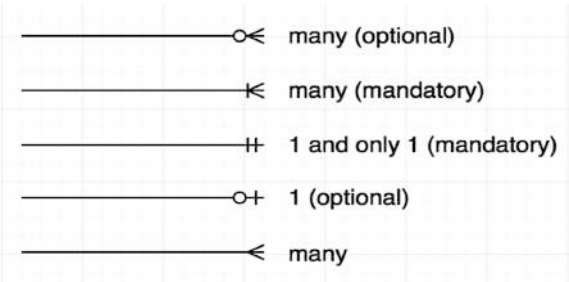 many (optional)
many (mandatory)
1 and only 1 (mandatory)
1 (optional)
many